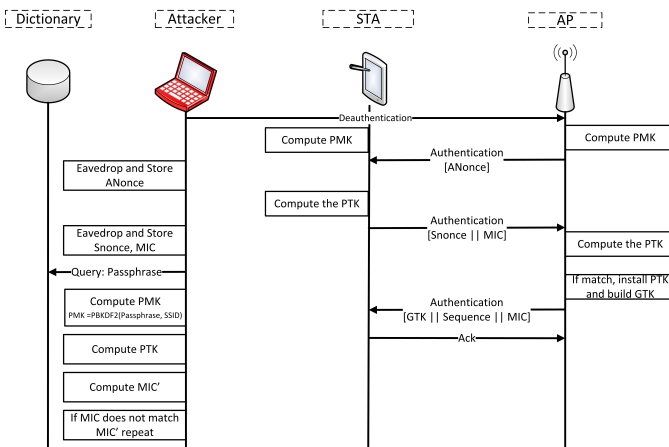 Dictionary
Attacker
STA
AP
Deauthentication
Compute PMK
Compute PMK
Authentication
[ANonce]
Eavedrop and Store
ANonce
Compute the PTK
Authentication
[Snonce || MIC]
Eavedrop and Store
Snonce, MIC
Compute the PTK
Query: Passphrase
If match, install PTK
and build GTK
Compute PMK
PMK =PBKDF2(Passphrase, SSID)
Authentication
[GTK || Sequence || MIC]
Ack
Compute PTK
Compute MIC’
If MIC does not match
MIC’ repeat